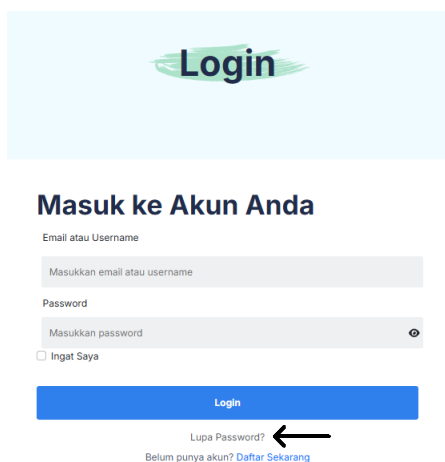 Login
Masuk ke Akun Anda
Email atau Username
Masukkan email atau username
Password
Masukkan password
Ingat Saya
Login
Lupa Password?
Belum punya akun? Daftar Sekarang